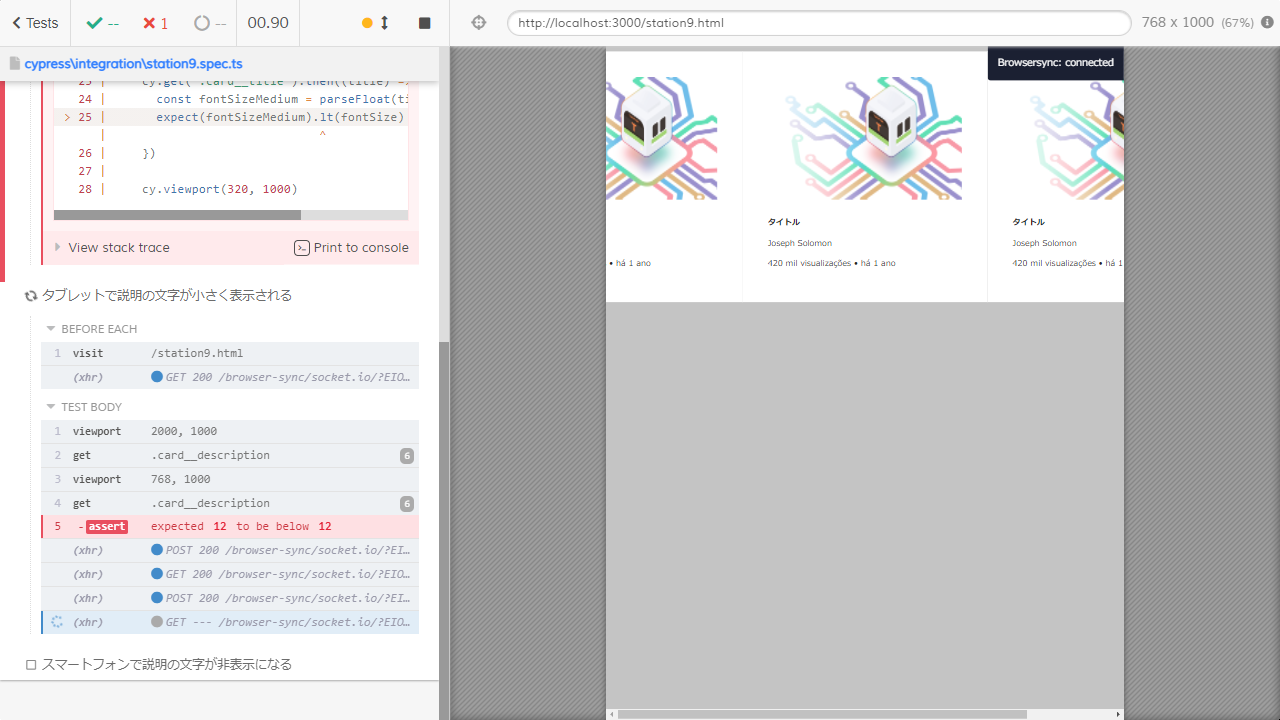 Tests
--
1
--
00.90
http://localhost:3000/station9.html
768 x 1000 (67%)
cypress\integration\station9.spec.ts
24 | const fontSizeMedium = parseFloat(ti
> 25 | expect(fontSizeMedium).lt(fontSize)
| ^
26 | })
27 |
28 | cy.viewport(320, 1000)
View stack trace
Print to console
タブレットで説明の文字が小さく表示される
BEFORE EACH
1 visit /station9.html
(xhr) GET 200 /browser-sync/socket.io/?EIO…
TEST BODY
1 viewport 2000, 1000
2 get .card__description 6
3 viewport 768, 1000
4 get .card__description 6
5 -assert expected 12 to be below 12
(xhr) POST 200 /browser-sync/socket.io/?EI…
(xhr) GET 200 /browser-sync/socket.io/?EIO…
(xhr) POST 200 /browser-sync/socket.io/?EI…
(xhr) GET --- /browser-sync/socket.io/?EIO…
スマートフォンで説明の文字が非表示になる
Browsersync: connected
• há 1 ano
タイトル
Joseph Solomon
420 mil visualizações • há 1 ano
タイトル
Joseph Solomon
420 mil visualizações • há 1